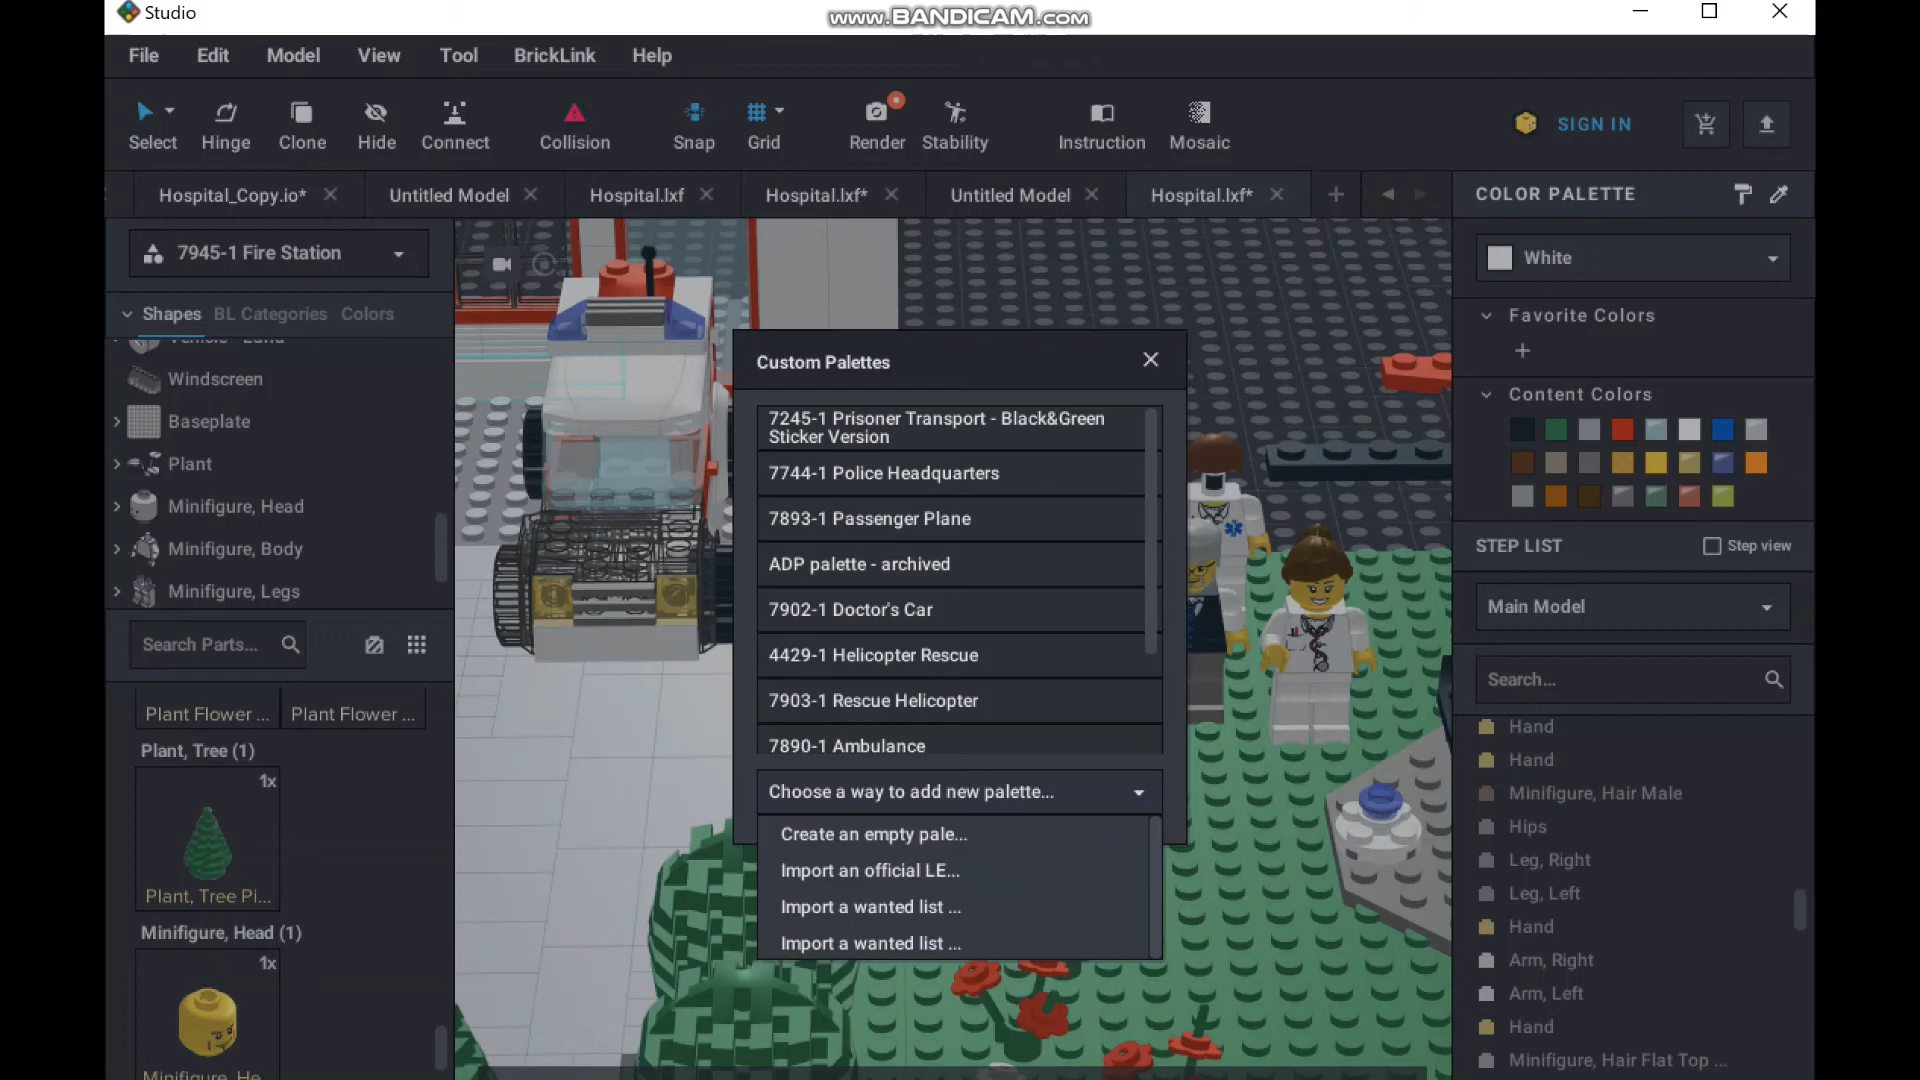 Studio
www.BANDICAM.com
File Edit Model View Tool BrickLink Help
Select Hinge Clone Hide Connect Collision Snap Grid Render Stability Instruction Mosaic SIGN IN
Hospital_Copy.io* Untitled Model Hospital.lxf Hospital.lxf* Untitled Model Hospital.lxf*
COLOR PALETTE
7945-1 Fire Station
White
Shapes BL Categories Colors
Favorite Colors
Windscreen
Baseplate
Plant
Minifigure, Head
Minifigure, Body
Minifigure, Legs
Search Parts...
Plant Flower ... Plant Flower ...
Plant, Tree (1)
1x
Plant, Tree Pi...
Minifigure, Head (1)
1x
Minifigure, He...
Custom Palettes
7245-1 Prisoner Transport - Black&Green
Sticker Version
7744-1 Police Headquarters
7893-1 Passenger Plane
ADP palette - archived
7902-1 Doctor's Car
4429-1 Helicopter Rescue
7903-1 Rescue Helicopter
7890-1 Ambulance
Choose a way to add new palette...
Create an empty pale...
Import an official LE...
Import a wanted list ...
Import a wanted list ...
Content Colors
STEP LIST
Step view
Main Model
Search...
Hand
Hand
Minifigure, Hair Male
Hips
Leg, Right
Leg, Left
Hand
Arm, Right
Arm, Left
Hand
Minifigure, Hair Flat Top ...